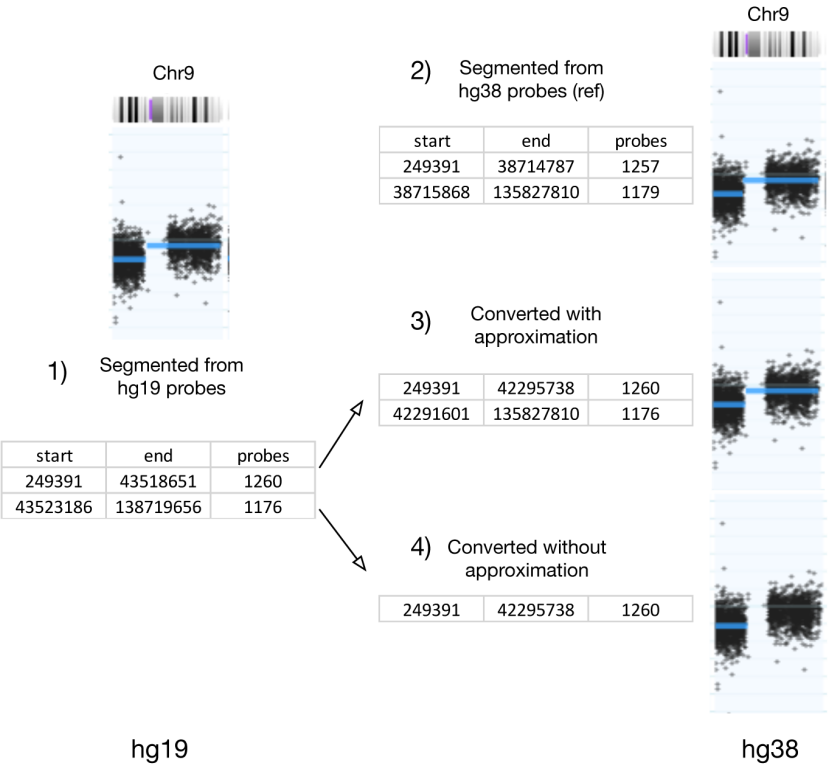 Chr9
1) Segmented from
hg19 probes
start end probes
249391 43518651 1260
43523186 138719656 1176
hg19
Chr9
2) Segmented from
hg38 probes (ref)
start end probes
249391 38714787 1257
38715868 135827810 1179
3) Converted with
approximation
249391 42295738 1260
42291601 135827810 1176
4) Converted without
approximation
249391 42295738 1260
hg38